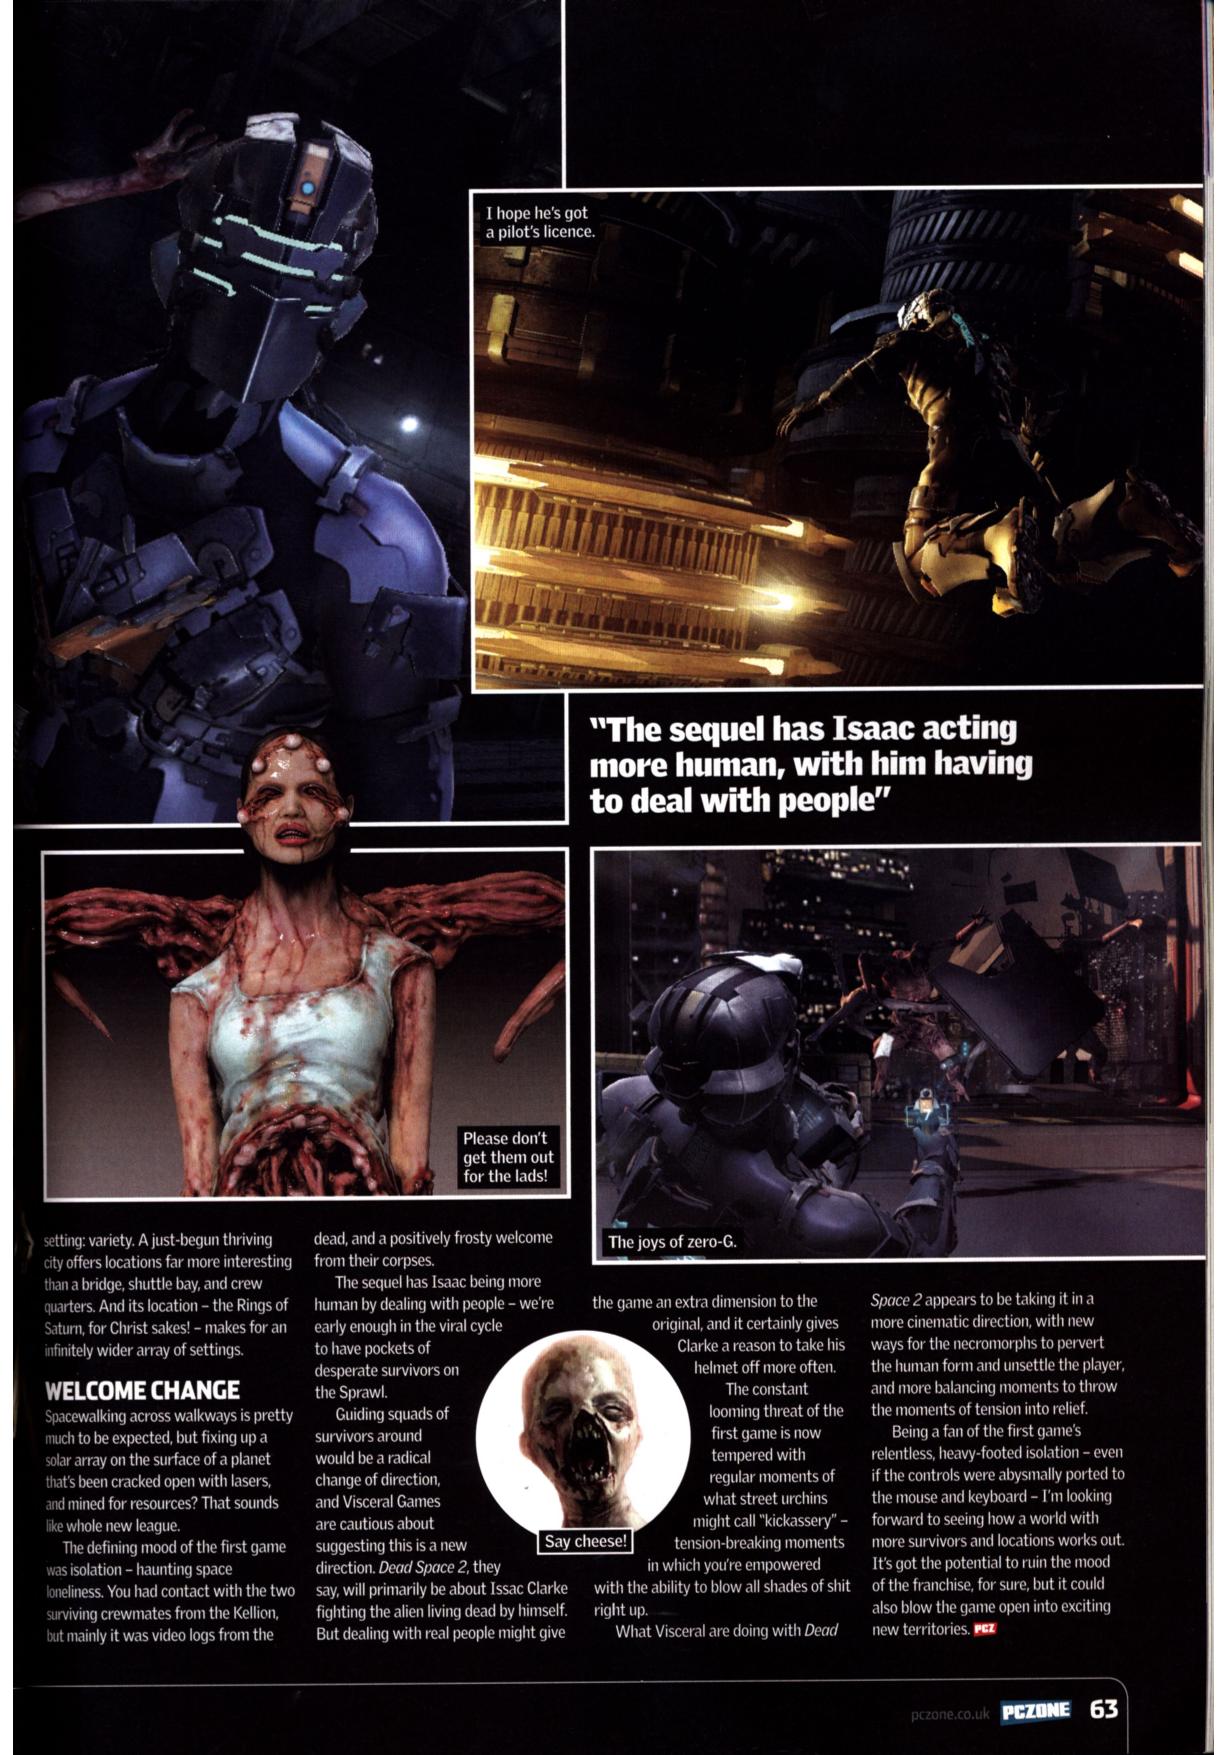 I hope he's got
a pilot's licence.
"The sequel has Isaac acting
more human, with him having
to deal with people"
Please don't
get them out
for the lads!
The joys of zero-G.
setting: variety. A just-begun thriving
city offers locations far more interesting
than a bridge, shuttle bay, and crew
quarters. And its location – the Rings of
Saturn, for Christ sakes! – makes for an
infinitely wider array of settings.
WELCOME CHANGE
Spacewalking across walkways is pretty
much to be expected, but fixing up a
solar array on the surface of a planet
that's been cracked open with lasers,
and mined for resources? That sounds
like whole new league.
The defining mood of the first game
was isolation – haunting space
loneliness. You had contact with the two
surviving crewmates from the Kellion,
but mainly it was video logs from the
dead, and a positively frosty welcome
from their corpses.
The sequel has Isaac being more
human by dealing with people – we're
early enough in the viral cycle
to have pockets of
desperate survivors on
the Sprawl.
Guiding squads of
survivors around
would be a radical
change of direction,
and Visceral Games
are cautious about
suggesting this is a new
direction. Dead Space 2, they
say, will primarily be about Issac Clarke
fighting the alien living dead by himself.
But dealing with real people might give
Say cheese!
the game an extra dimension to the
original, and it certainly gives
Clarke a reason to take his
helmet off more often.
The constant
looming threat of the
first game is now
tempered with
regular moments of
what street urchins
might call "kickassery" –
tension-breaking moments
in which you're empowered
with the ability to blow all shades of shit
right up.
What Visceral are doing with Dead
Space 2 appears to be taking it in a
more cinematic direction, with new
ways for the necromorphs to pervert
the human form and unsettle the player,
and more balancing moments to throw
the moments of tension into relief.
Being a fan of the first game's
relentless, heavy-footed isolation – even
if the controls were abysmally ported to
the mouse and keyboard – I'm looking
forward to seeing how a world with
more survivors and locations works out.
It's got the potential to ruin the mood
of the franchise, for sure, but it could
also blow the game open into exciting
new territories. PCZ
pczone.co.uk PCZONE 63